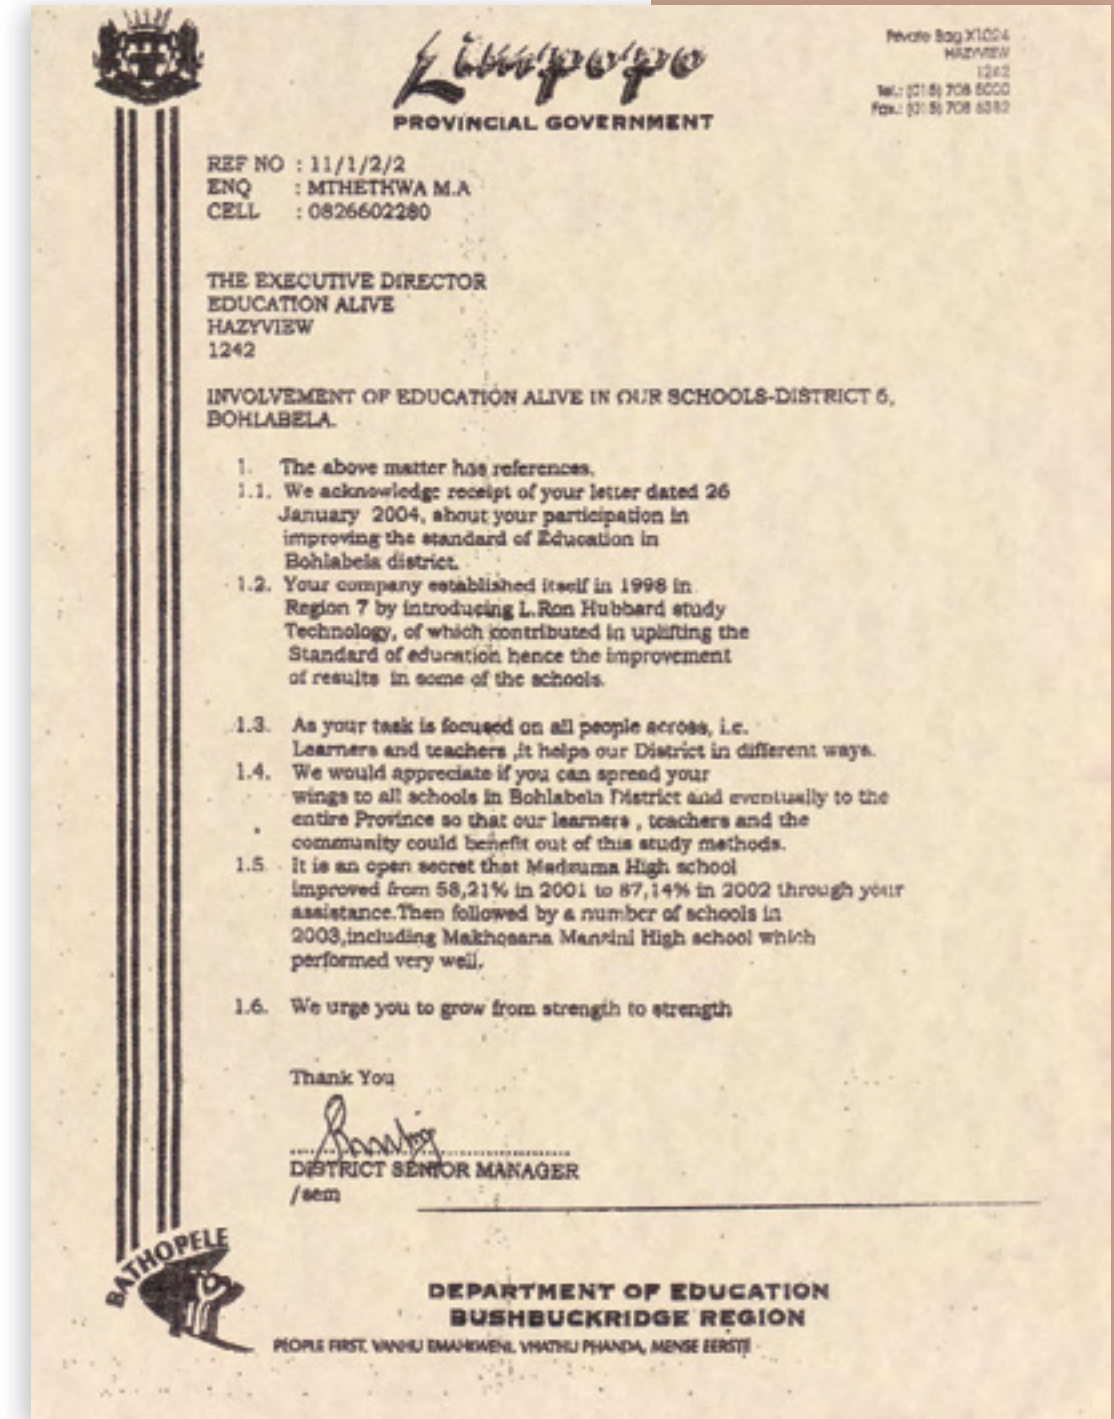 Limpopo
PROVINCIAL GOVERNMENT
Private Bag X1024
HAZYVIEW
1242
REF NO : 11/1/2/2
ENQ : MTHETHWA M.A
CELL : 0826602280
THE EXECUTIVE DIRECTOR
EDUCATION ALIVE
HAZYVIEW
1242
INVOLVEMENT OF EDUCATION ALIVE IN OUR SCHOOLS-DISTRICT 6,
BOHLABELA.
1. The above matter has references.
1.1. We acknowledge receipt of your letter dated 26
January 2004, about your participation in
improving the standard of Education in
Bohlabela district.
1.2. Your company established itself in 1998 in
Region 7 by introducing L.Ron Hubbard study
Technology, of which contributed in uplifting the
Standard of education hence the improvement
of results in some of the schools.
1.3. As your task is focused on all people across, i.e.
Learners and teachers ,it helps our District in different ways.
1.4. We would appreciate if you can spread your
wings to all schools in Bohlabela District and eventually to the
entire Province so that our learners , teachers and the
community could benefit out of this study methods.
1.5. It is an open secret that Madzuma High school
improved from 58,21% in 2001 to 87,14% in 2002 through your
assistance.Then followed by a number of schools in
2003,including Makhosana Manzini High school which
performed very well.
1.6. We urge you to grow from strength to strength
Thank You
DISTRICT SENIOR MANAGER
/sem
BATHOPELE
DEPARTMENT OF EDUCATION
BUSHBUCKRIDGE REGION
PEOPLE FIRST, VANHU EMAHLWENI, VHATHU PHANDA, MENSE EERSTE